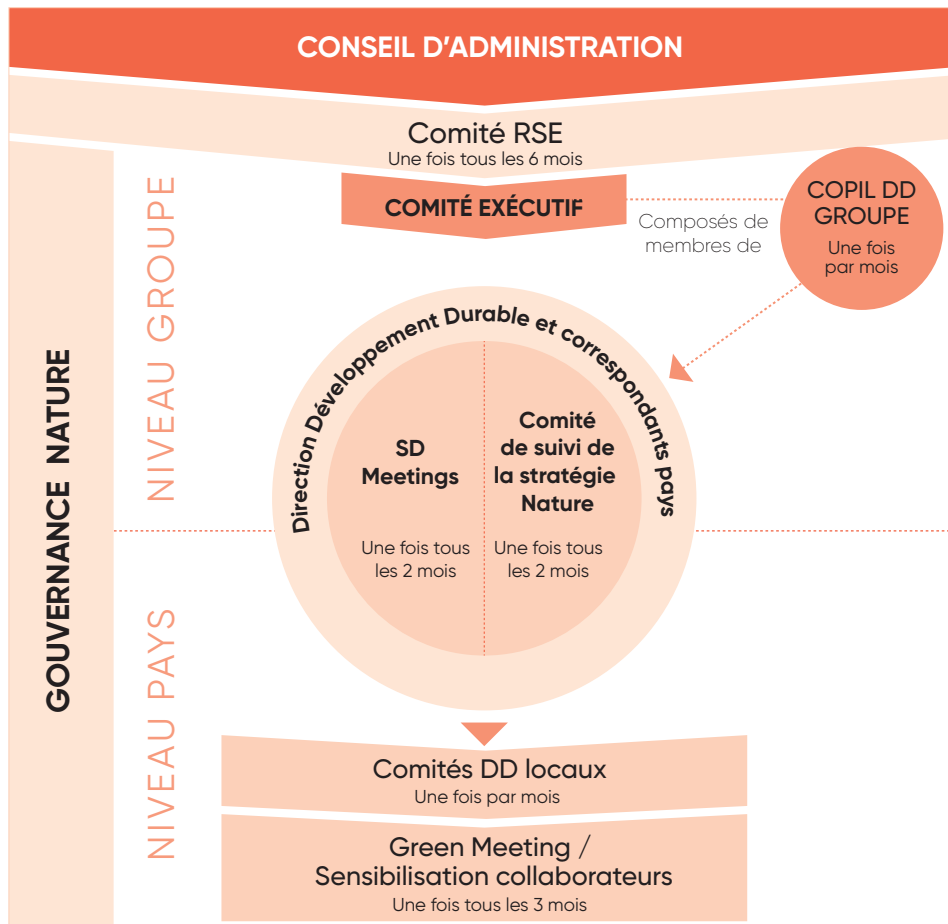 CONSEIL D'ADMINISTRATION
Comité RSE
Une fois tous les 6 mois
COMITÉ EXÉCUTIF
Composés de
membres de
COPIL DD
GROUPE
Une fois
par mois
GOUVERNANCE NATURE
NIVEAU GROUPE
Direction Développement Durable et correspondants pays
SD
Meetings
Une fois tous
les 2 mois
Comité
de suivi de
la stratégie
Nature
Une fois tous
les 2 mois
NIVEAU PAYS
Comités DD locaux
Une fois par mois
Green Meeting /
Sensibilisation collaborateurs
Une fois tous les 3 mois